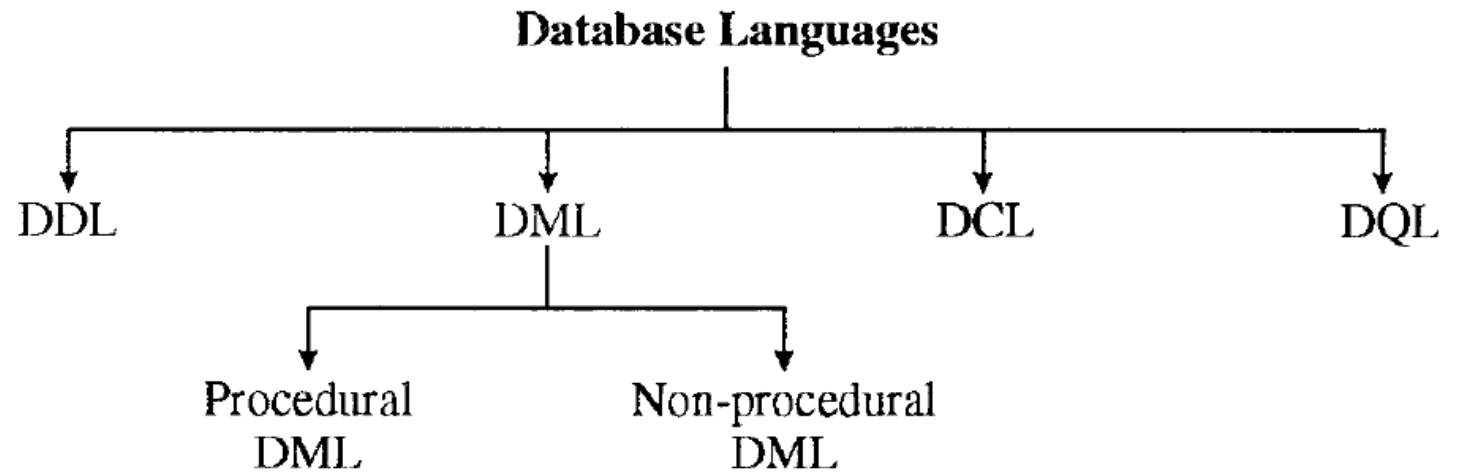 Database Languages
DDL DML DCL DQL
Procedural Non-procedural
DML DML